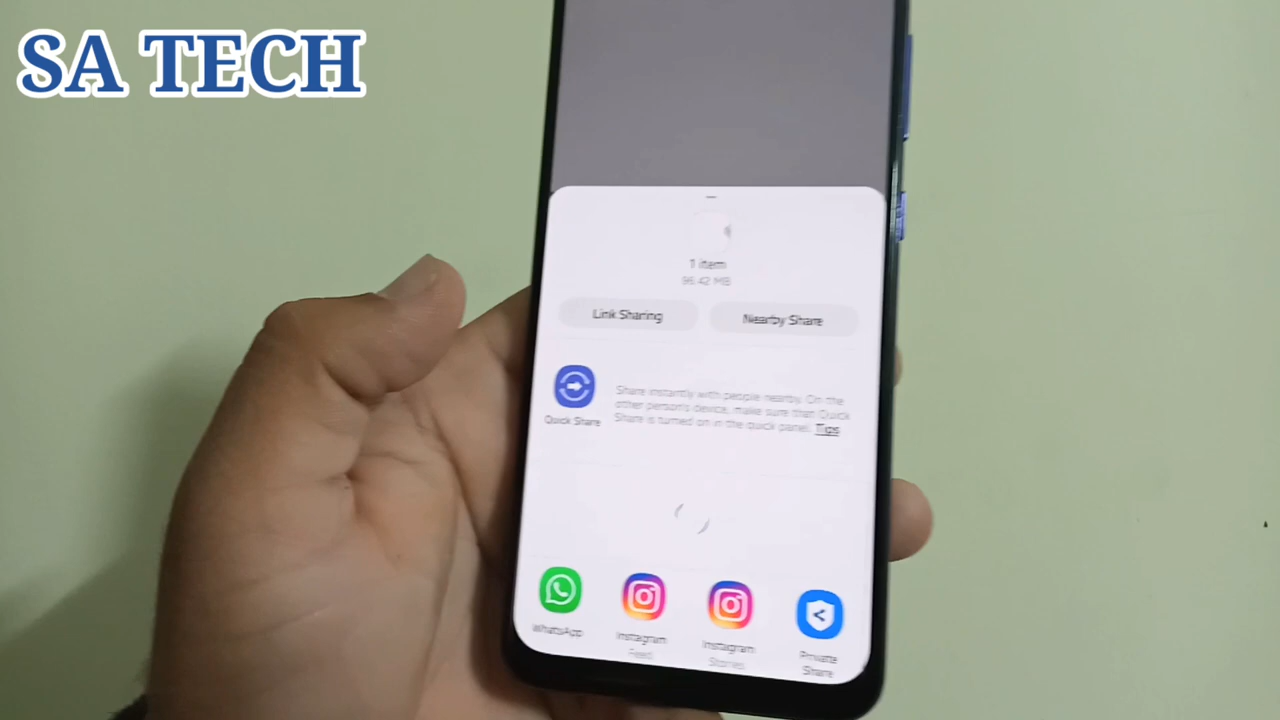 SA TECH
1 item
96.42 MB
Link Sharing
Nearby Share
Quick Share
Share instantly with people nearby. On the
other person's device, make sure that Quick
Share is turned on in the quick panel. Tips
WhatsApp
Instagram
Feed
Instagram
Stories
Private
Share